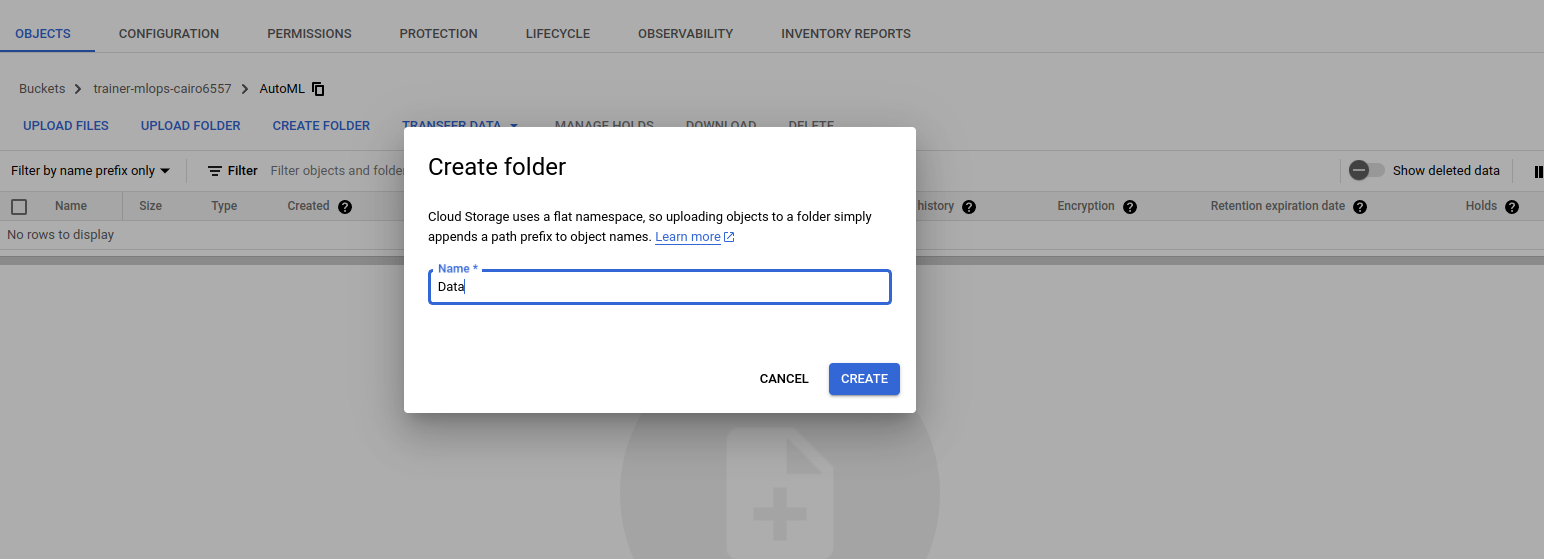 OBJECTS CONFIGURATION PERMISSIONS PROTECTION LIFECYCLE OBSERVABILITY INVENTORY REPORTS
Buckets > trainer-mlops-cairo6557 > AutoML
UPLOAD FILES UPLOAD FOLDER CREATE FOLDER TRANSFER DATA MANAGE HOLDS DOWNLOAD DELETE
Filter by name prefix only Filter Filter objects and folder Show deleted data
Name Size Type Created history Encryption Retention expiration date Holds
No rows to display
Create folder
Cloud Storage uses a flat namespace, so uploading objects to a folder simply
appends a path prefix to object names. Learn more
Name *
Data
CANCEL CREATE